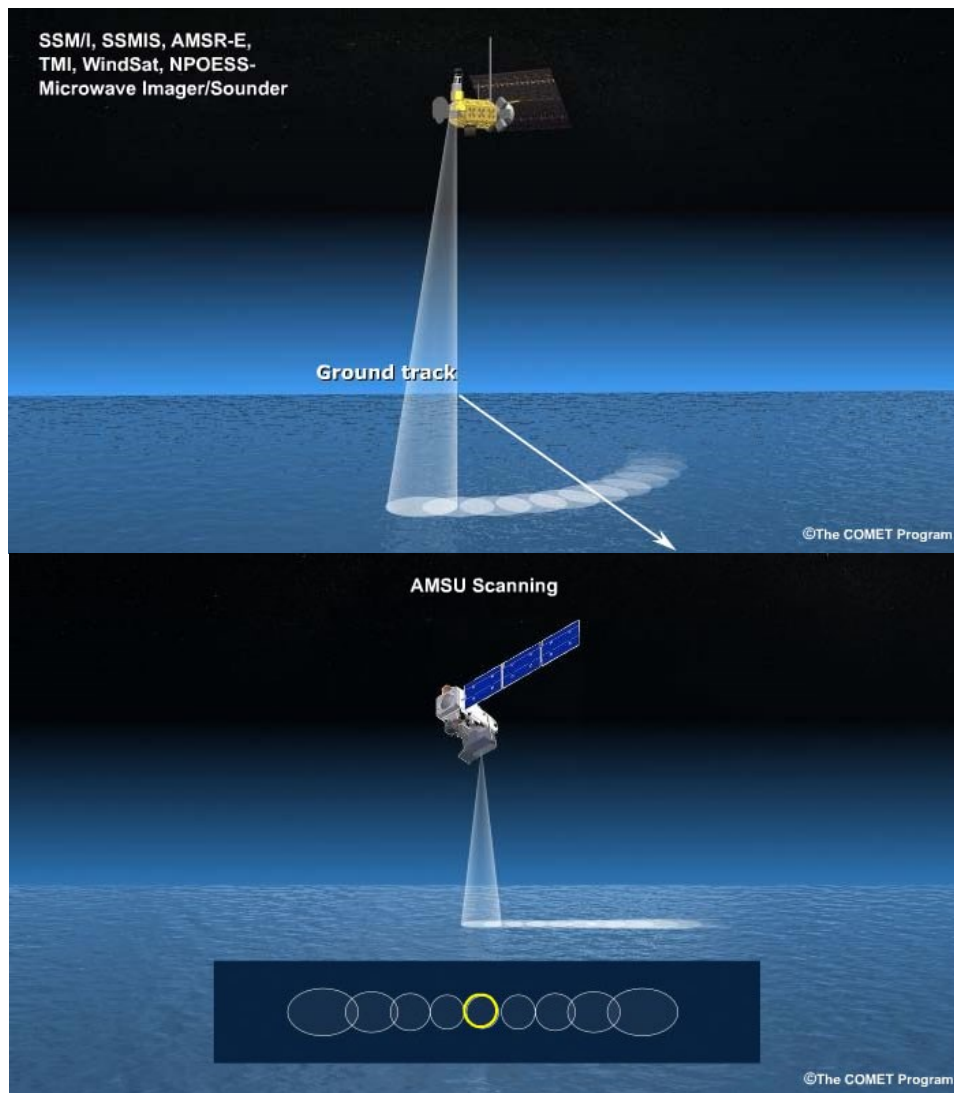 SSM/I, SSMIS, AMSR-E,
TMI, WindSat, NPOESS-
Microwave Imager/Sounder
Ground track
©The COMET Program
AMSU Scanning
©The COMET Program